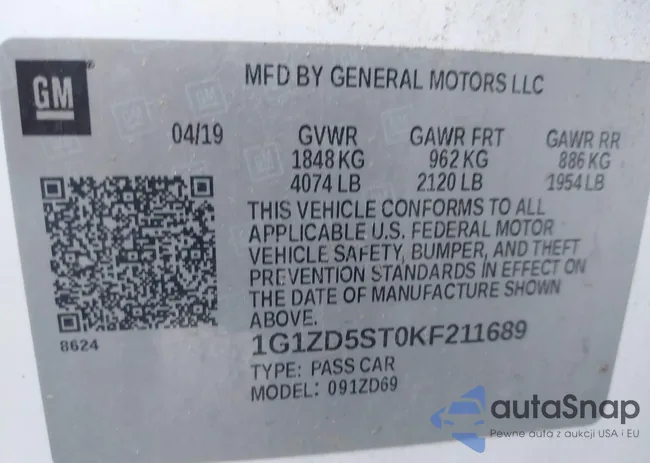 GM
MFD BY GENERAL MOTORS LLC
04/19 GVWR GAWR FRT GAWR RR
1848 KG 962 KG 886 KG
4074 LB 2120 LB 1954 LB
THIS VEHICLE CONFORMS TO ALL
APPLICABLE U.S. FEDERAL MOTOR
VEHICLE SAFETY, BUMPER, AND THEFT
PREVENTION STANDARDS IN EFFECT ON
THE DATE OF MANUFACTURE SHOWN
ABOVE.
8624
1G1ZD5ST0KF211689
TYPE: PASS CAR
MODEL: 091ZD69
autaSnap
Pewne auta z aukcji USA i EU